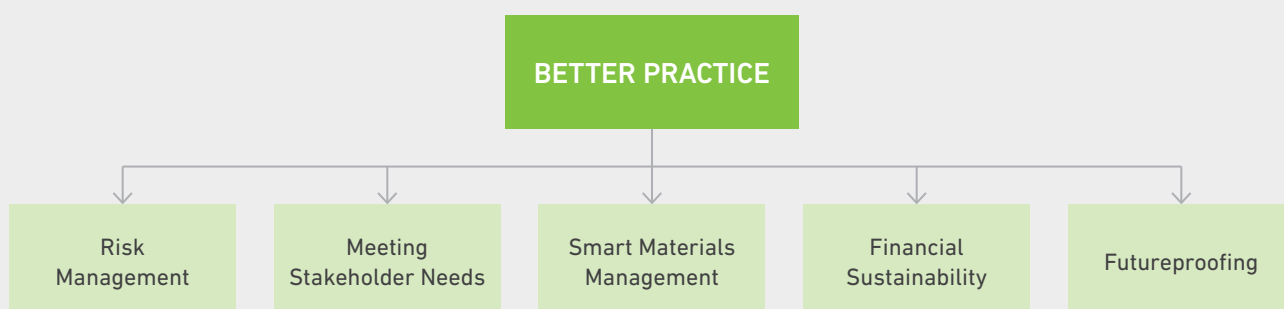 BETTER PRACTICE
Risk
Management
Meeting
Stakeholder Needs
Smart Materials
Management
Financial
Sustainability
Futureproofing